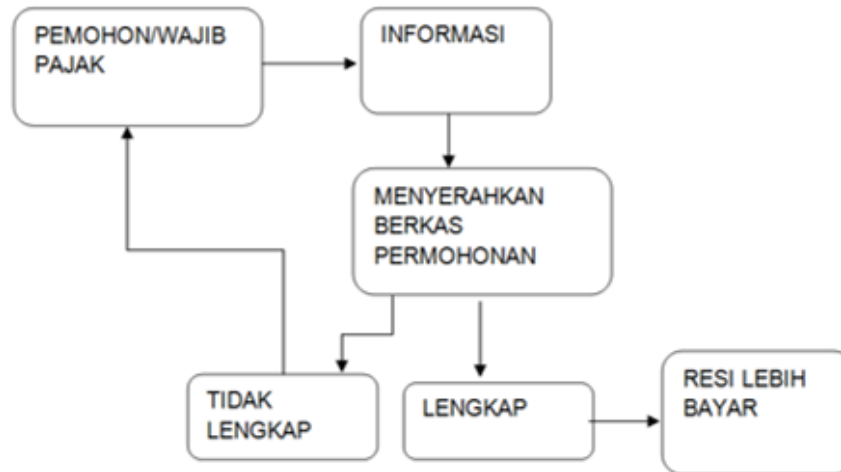 PEMOHON/WAJIB
PAJAK
INFORMASI
MENYERAHKAN
BERKAS
PERMOHONAN
TIDAK
LENGKAP
LENGKAP
RESI LEBIH
BAYAR